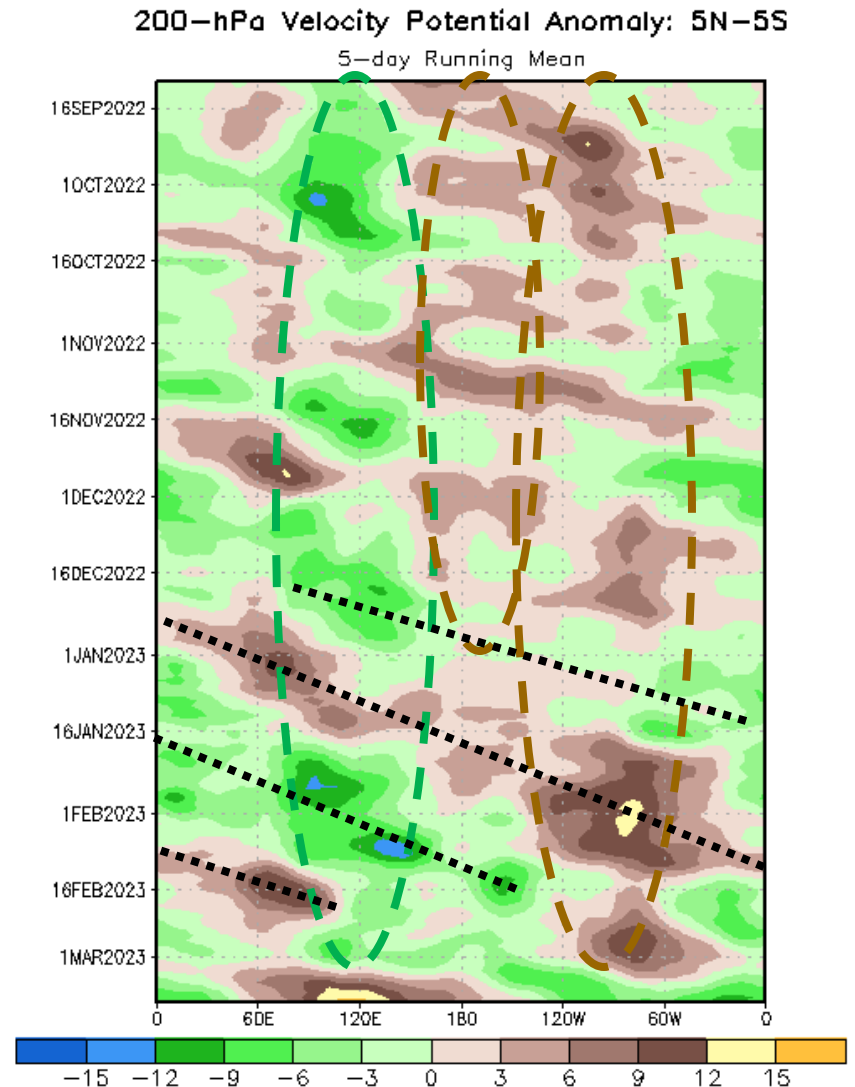 200-hPa Velocity Potential Anomaly: 5N-5S
5-day Running Mean
16SEP2022
1OCT2022
16OCT2022
1NOV2022
16NOV2022
1DEC2022
16DEC2022
1JAN2023
16JAN2023
1FEB2023
16FEB2023
1MAR2023
0 60E 120E 180 120W 60W 0
-15 -12 -9 -6 -3 0 3 6 9 12 15